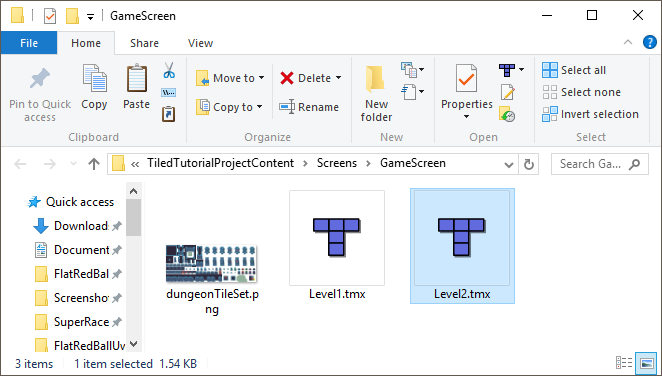 GameScreen
File Home Share View
Pin to Quick
access
Copy
Paste
Move to
Copy to
Delete
Rename
New
folder
Properties
Select all
Select none
Invert selection
Clipboard
Organize
New
Open
Select
« TiledTutorialProjectContent > Screens > GameScreen
Search Ga...
Quick access
Download
Document
FlatRedBal
Screensho
SuperRace
FlatRedBallUv
dungeonTileSet.p
ng
Level1.tmx
Level2.tmx
3 items 1 item selected 1.54 KB